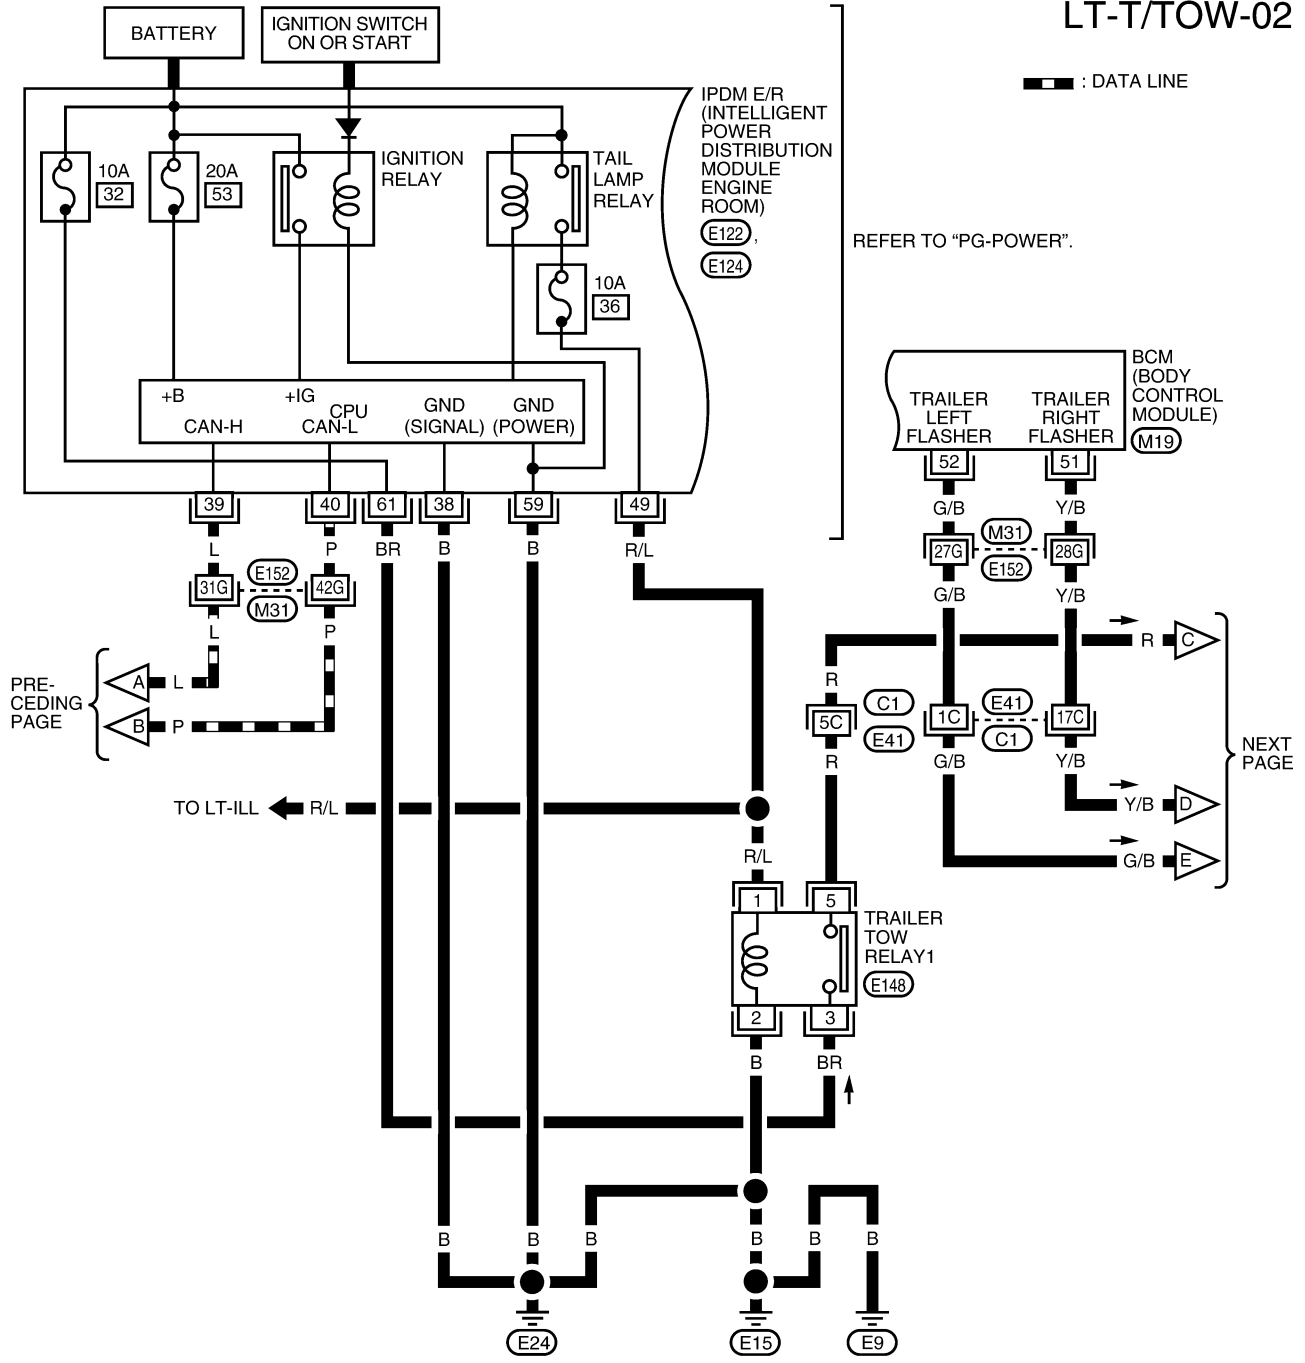 LT-T/TOW-02
: DATA LINE
BATTERY
IGNITION SWITCH
ON OR START
IPDM E/R
(INTELLIGENT
POWER
DISTRIBUTION
MODULE
ENGINE
ROOM)
E122 ,
E124
REFER TO “PG-POWER”.
10A
32
20A
53
IGNITION
RELAY
TAIL
LAMP
RELAY
10A
36
+B
+IG
CPU
CAN-H
CAN-L
GND
(SIGNAL)
GND
(POWER)
39
40
61
38
59
49
L
P
BR
B
B
R/L
31G
E152
M31
42G
L
P
PRE-
CEDING
PAGE
A
L
B
P
BCM
(BODY
CONTROL
MODULE)
M19
TRAILER
LEFT
FLASHER
TRAILER
RIGHT
FLASHER
52
51
G/B
Y/B
27G
M31
E152
28G
G/B
Y/B
R
C
R
5C
C1
E41
1C
E41
C1
17C
R
G/B
Y/B
NEXT
PAGE
Y/B
D
G/B
E
TO LT-ILL
R/L
R/L
1
5
TRAILER
TOW
RELAY1
E148
2
3
B
BR
B
B
B
B
B
B
E24
E15
E9